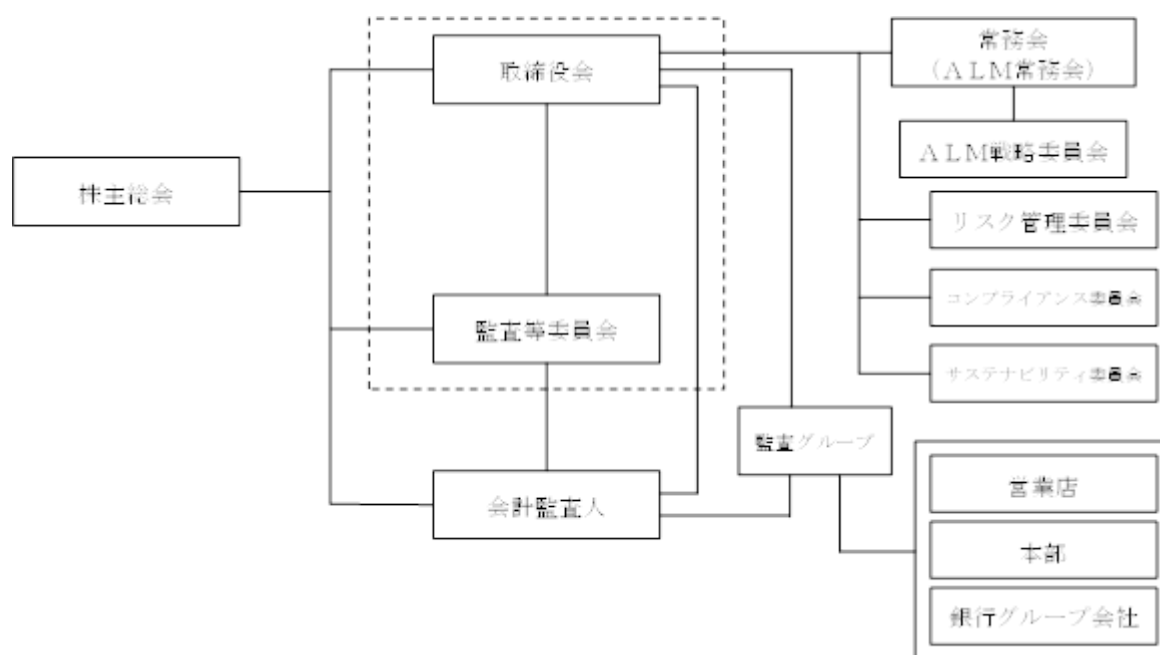 取締役会
常務会
（ＡＬＭ常務会）
ＡＬＭ戦略委員会
株主総会
リスク管理委員会
コンプライアンス委員会
監査等委員会
サステナビリティ委員会
監査グループ
会計監査人
営業店
本部
銀行グループ会社